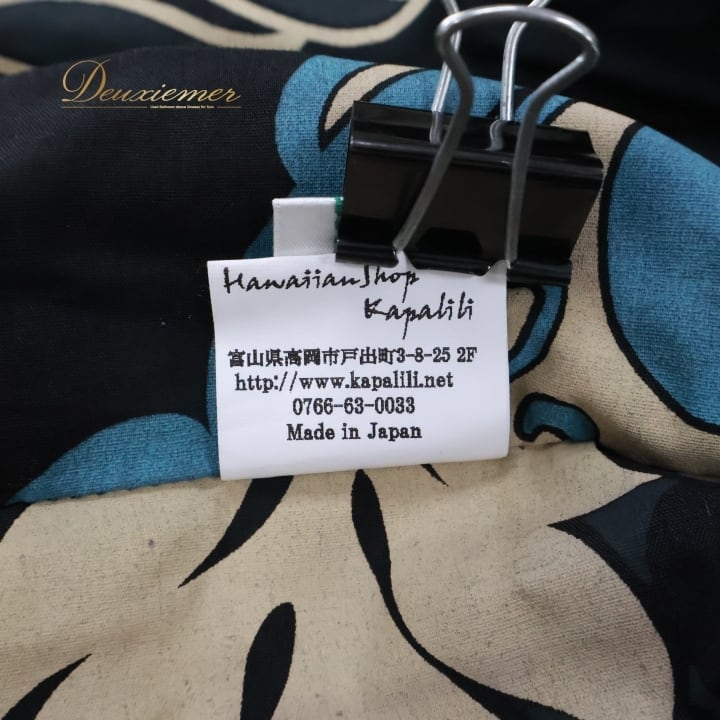 Deuxiemer
HawaiianShop
Kapalili
富山県高岡市戸出町3-8-25 2F
http://www.kapalili.net
0766-63-0033
Made in Japan